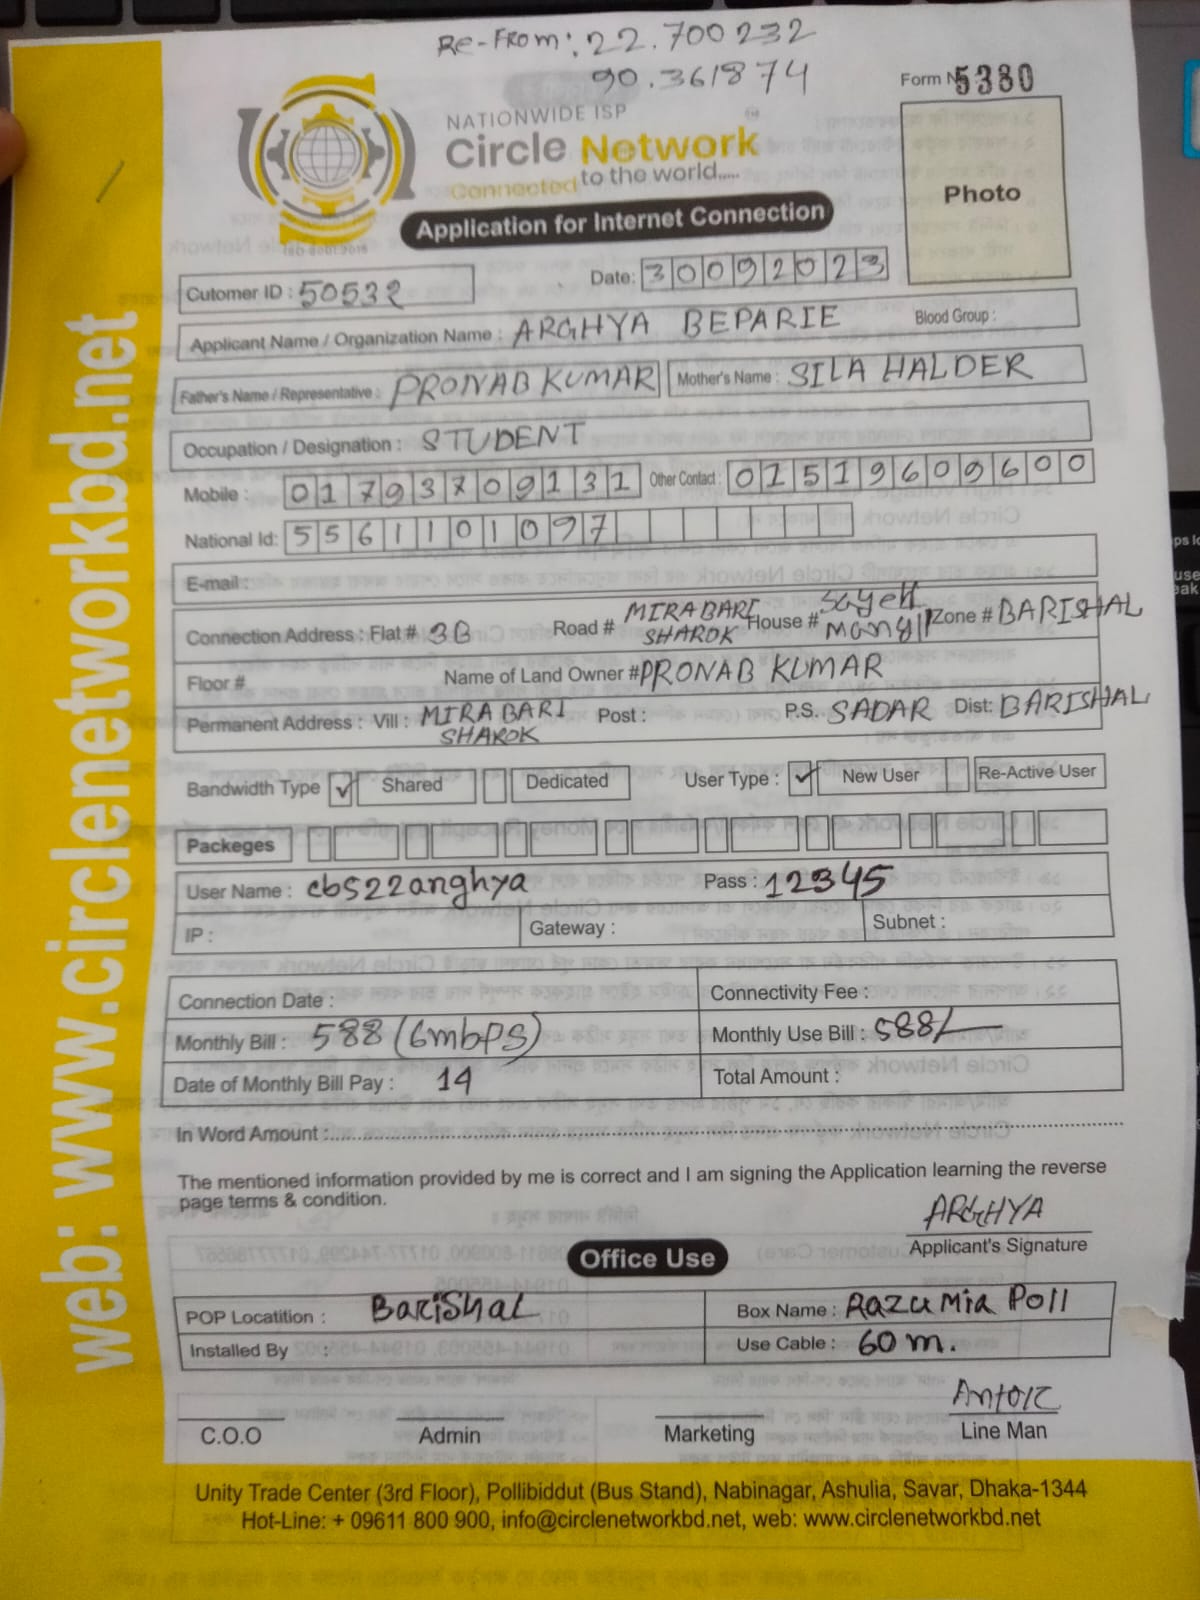 RE-FROM: 22.700232
90.361874
Form No 5380
NATIONWIDE ISP
Circle Network
Connected to the world.....
ISO 9001:2015
Application for Internet Connection
Photo
Cutomer ID : 50532
Date: 30092023
Applicant Name / Organization Name : ARGHYA BEPARIE Blood Group :
Father's Name / Representative : PRONAB KUMAR Mother's Name : SILA HALDER
Occupation / Designation : STUDENT
Mobile : 01793709131 Other Contact : 01519609600
National Id: 5561101097
E-mail :
Connection Address : Flat # 3B Road # MIRABARI SHAROK House # Zone # BARISHAL
Floor # Name of Land Owner # PRONAB KUMAR
Permanent Address : Vill : MIRABARI SHAROK Post : P.S. SADAR Dist: BARISHAL
Bandwidth Type ✓ Shared Dedicated User Type : ✓ New User Re-Active User
Packeges
User Name : cbs22arghya Pass : 12345
IP : Gateway : Subnet :
Connection Date : Connectivity Fee :
Monthly Bill : 588 (6mbps) Monthly Use Bill : 588/-
Date of Monthly Bill Pay : 14 Total Amount :
In Word Amount :
The mentioned information provided by me is correct and I am signing the Application learning the reverse
page terms & condition.
ARGHYA
Applicant's Signature
Office Use
POP Locatition : BARISHAL Box Name : RAZU MIA POLL
Installed By : Use Cable : 60 m.
C.O.O Admin Marketing Line Man
Unity Trade Center (3rd Floor), Pollibiddut (Bus Stand), Nabinagar, Ashulia, Savar, Dhaka-1344
Hot-Line: + 09611 800 900, info@circlenetworkbd.net, web: www.circlenetworkbd.net
web: www.circlenetworkbd.net